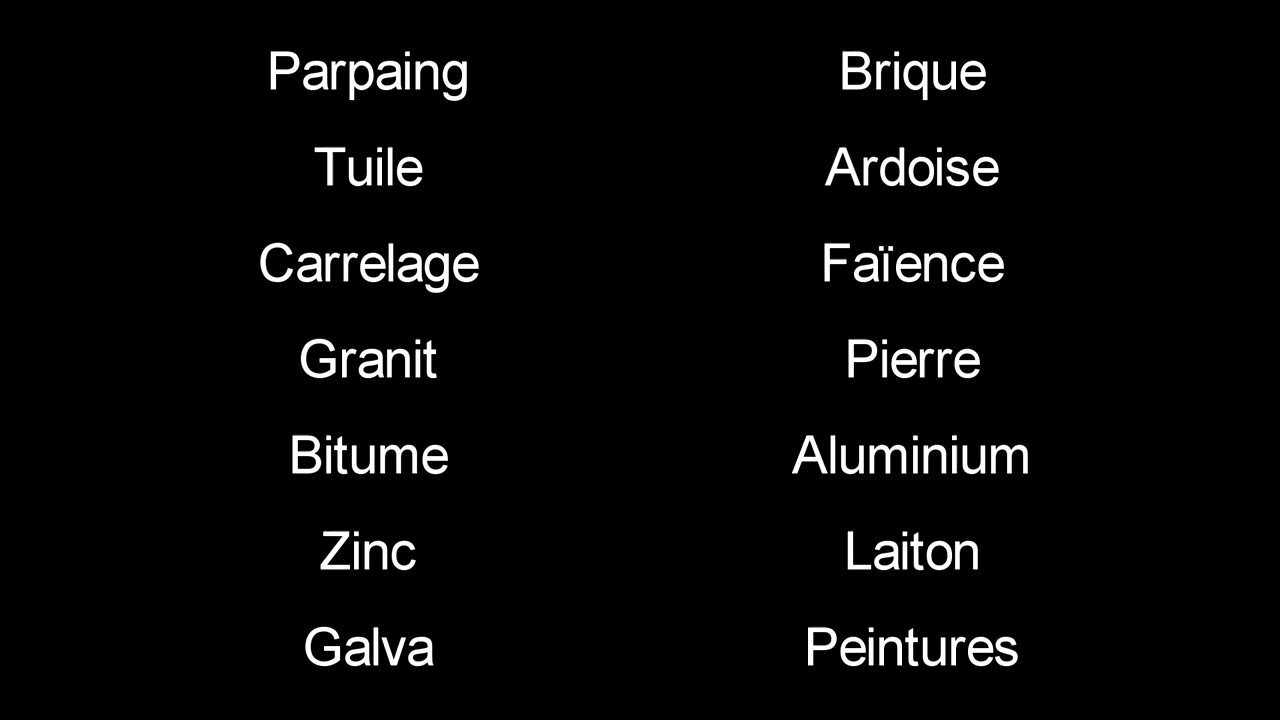 Parpaing Brique
Tuile Ardoise
Carrelage Faïence
Granit Pierre
Bitume Aluminium
Zinc Laiton
Galva Peintures